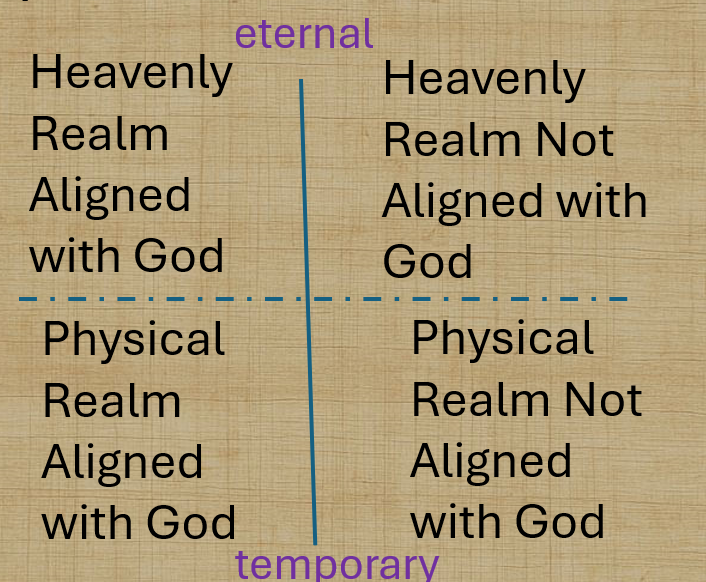 eternal
Heavenly
Realm
Aligned
with God
Heavenly
Realm Not
Aligned with
God
Physical
Realm
Aligned
with God
Physical
Realm Not
Aligned
with God
temporary